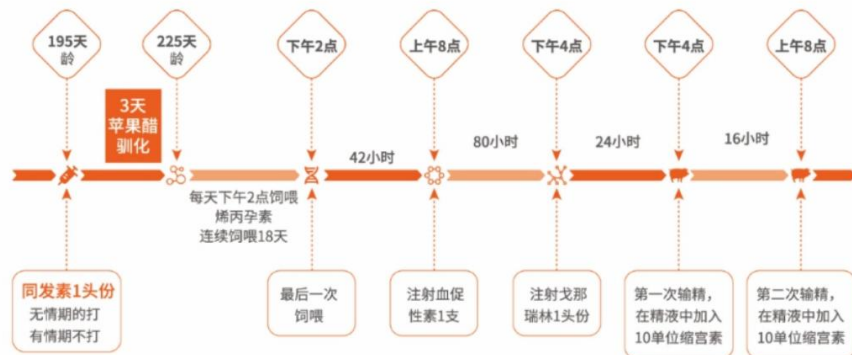 195天
龄
225天
龄
下午2点
上午8点
下午4点
下午4点
上午8点
3天
苹果醋
驯化
42小时
80小时
24小时
16小时
每天下午2点饲喂
烯丙孕素
连续饲喂18天
同发素1头份
无情期的打
有情期不打
最后一次
饲喂
注射血促
性素1支
注射戈那
瑞林1头份
第一次输精，
在精液中加入
10单位缩宫素
第二次输精，
在精液中加入
10单位缩宫素